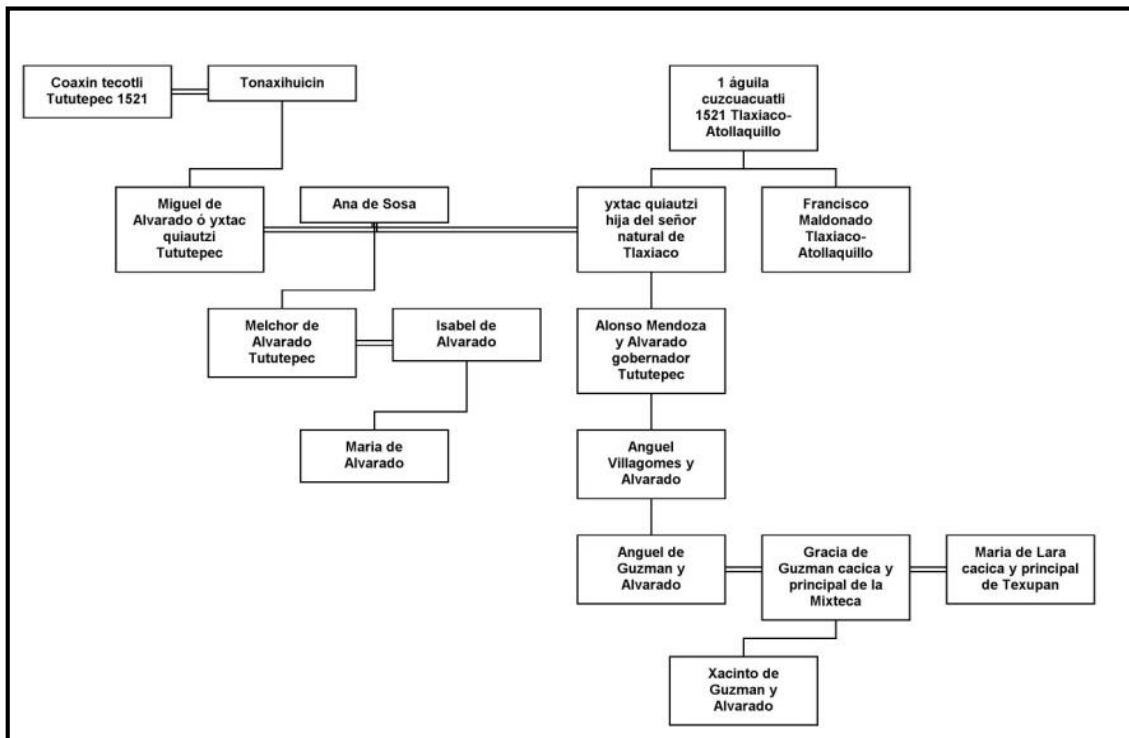 Coaxin tecotli
Tututepec 1521
Tonaxihuicin
1 águila
cuzcuacuatli
1521 Tlaxiaco-
Atollaquillo
Miguel de
Alvarado ó yxtac
quiautzi
Tututepec
Ana de Sosa
yxtac quiautzi
hija del señor
natural de
Tlaxiaco
Francisco
Maldonado
Tlaxiaco-
Atollaquillo
Melchor de
Alvarado
Tututepec
Isabel de
Alvarado
Alonso Mendoza
y Alvarado
gobernador
Tututepec
Maria de
Alvarado
Anguel
Villagomes y
Alvarado
Anguel de
Guzman y
Alvarado
Gracia de
Guzman cacica y
principal de la
Mixteca
Maria de Lara
cacica y principal
de Texupan
Xacinto de
Guzman y
Alvarado